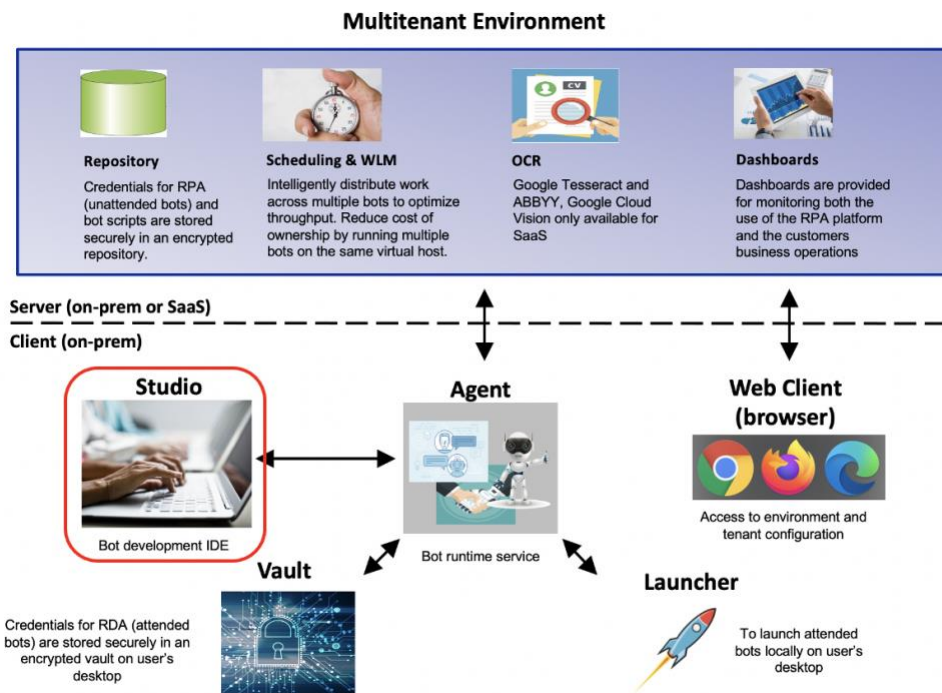 Multitenant Environment
Repository
Credentials for RPA
(unattended bots) and
bot scripts are stored
securely in an encrypted
repository.
Scheduling & WLM
Intelligently distribute work
across multiple bots to optimize
throughput. Reduce cost of
ownership by running multiple
bots on the same virtual host.
CV
OCR
Google Tesseract and
ABBYY, Google Cloud
Vision only available for
SaaS
Dashboards
Dashboards are provided
for monitoring both the
use of the RPA platform
and the customers
business operations
Server (on-prem or SaaS)
Client (on-prem)
Studio
Bot development IDE
Agent
Bot runtime service
Web Client
(browser)
Access to environment and
tenant configuration
Vault
Credentials for RDA (attended
bots) are stored securely in an
encrypted vault on user's
desktop
Launcher
To launch attended
bots locally on user's
desktop